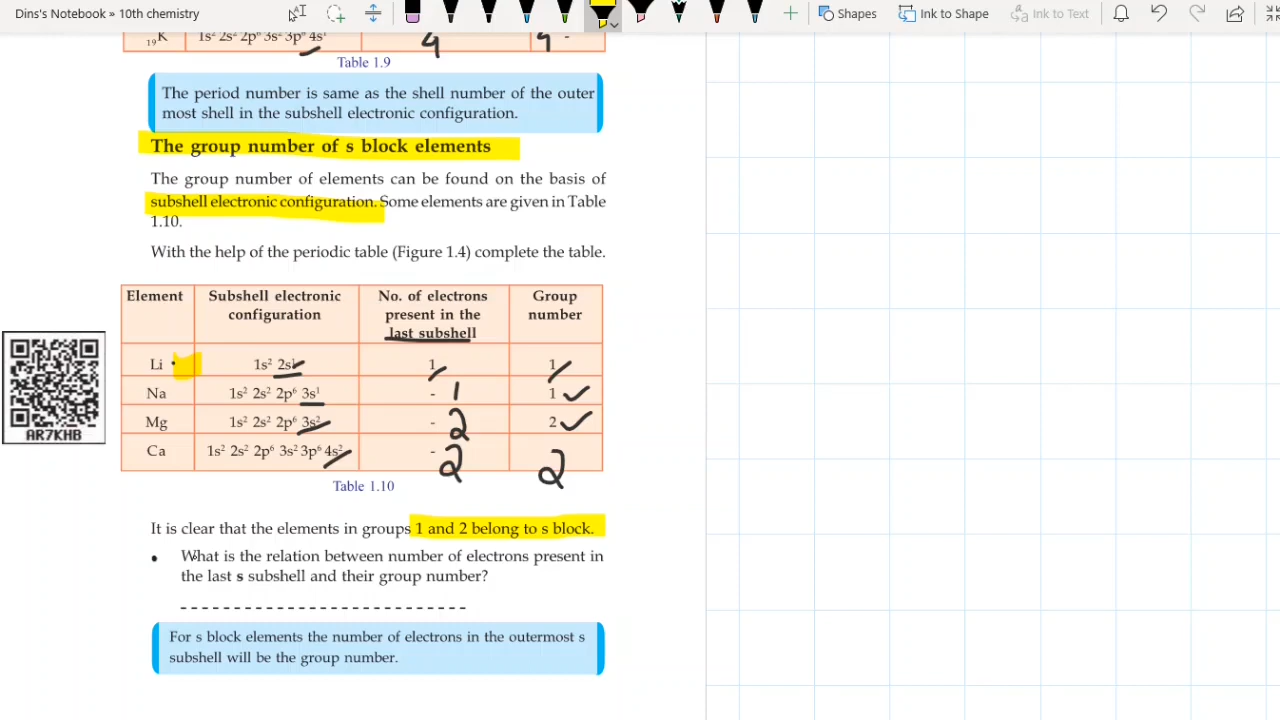 Dins's Notebook » 10th chemistry
Shapes
Ink to Shape
Ink to Text
₁₉K 1s² 2s² 2p⁶ 3s² 3p⁶ 4s¹ 4 4 -
Table 1.9
The period number is same as the shell number of the outer
most shell in the subshell electronic configuration.
The group number of s block elements
The group number of elements can be found on the basis of
subshell electronic configuration. Some elements are given in Table
1.10.
With the help of the periodic table (Figure 1.4) complete the table.
Element Subshell electronic configuration No. of electrons present in the last subshell Group number
Li 1s² 2s¹ 1 1
Na 1s² 2s² 2p⁶ 3s¹ - 1 1
Mg 1s² 2s² 2p⁶ 3s² - 2 2
Ca 1s² 2s² 2p⁶ 3s² 3p⁶ 4s² - 2 2
AR7KHB
Table 1.10
It is clear that the elements in groups 1 and 2 belong to s block.
• What is the relation between number of electrons present in
the last s subshell and their group number?
For s block elements the number of electrons in the outermost s
subshell will be the group number.